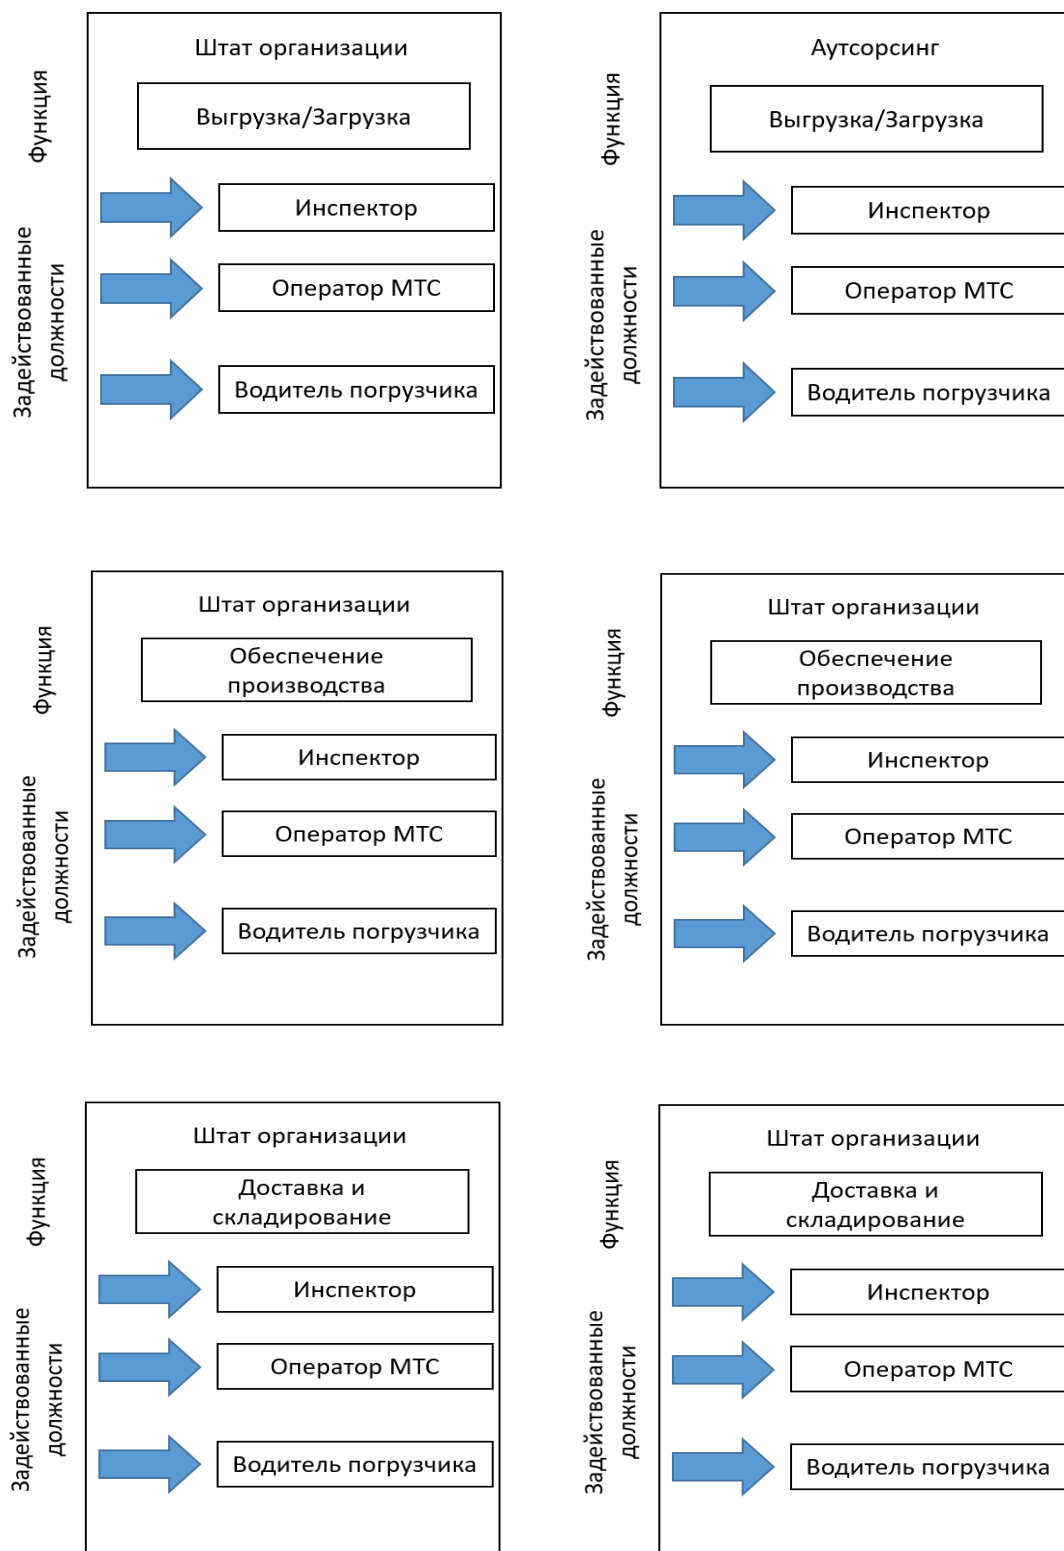 Штат организации
Функция
Выгрузка/Загрузка
Задействованные
должности
Инспектор
Оператор МТС
Водитель погрузчика
Аутсорсинг
Функция
Выгрузка/Загрузка
Задействованные
должности
Инспектор
Оператор МТС
Водитель погрузчика
Штат организации
Функция
Обеспечение
производства
Задействованные
должности
Инспектор
Оператор МТС
Водитель погрузчика
Штат организации
Функция
Обеспечение
производства
Задействованные
должности
Инспектор
Оператор МТС
Водитель погрузчика
Штат организации
Функция
Доставка и
складирование
Задействованные
должности
Инспектор
Оператор МТС
Водитель погрузчика
Штат организации
Функция
Доставка и
складирование
Задействованные
должности
Инспектор
Оператор МТС
Водитель погрузчика